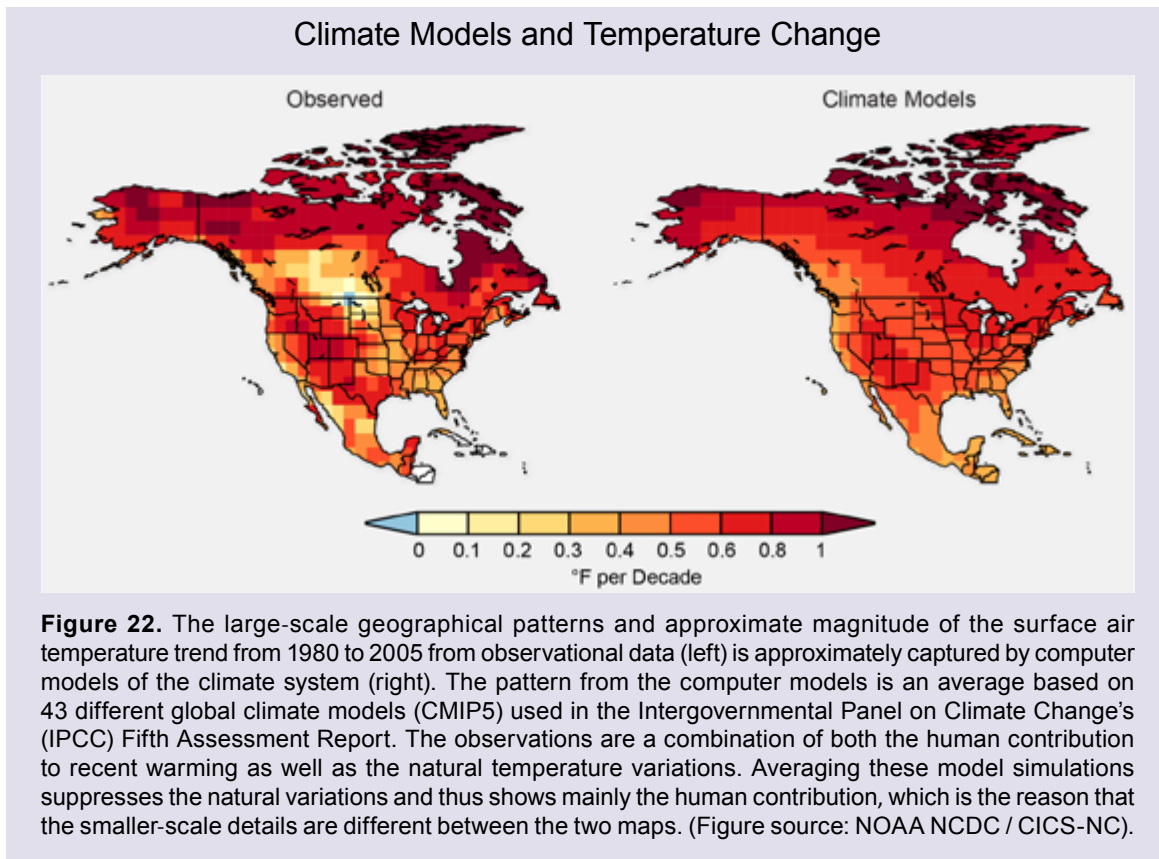 Climate Models and Temperature Change
Observed
Climate Models
0 0.1 0.2 0.3 0.4 0.5 0.6 0.8 1
°F per Decade
Figure 22. The large-scale geographical patterns and approximate magnitude of the surface air
temperature trend from 1980 to 2005 from observational data (left) is approximately captured by computer
models of the climate system (right). The pattern from the computer models is an average based on
43 different global climate models (CMIP5) used in the Intergovernmental Panel on Climate Change's
(IPCC) Fifth Assessment Report. The observations are a combination of both the human contribution
to recent warming as well as the natural temperature variations. Averaging these model simulations
suppresses the natural variations and thus shows mainly the human contribution, which is the reason that
the smaller-scale details are different between the two maps. (Figure source: NOAA NCDC / CICS-NC).